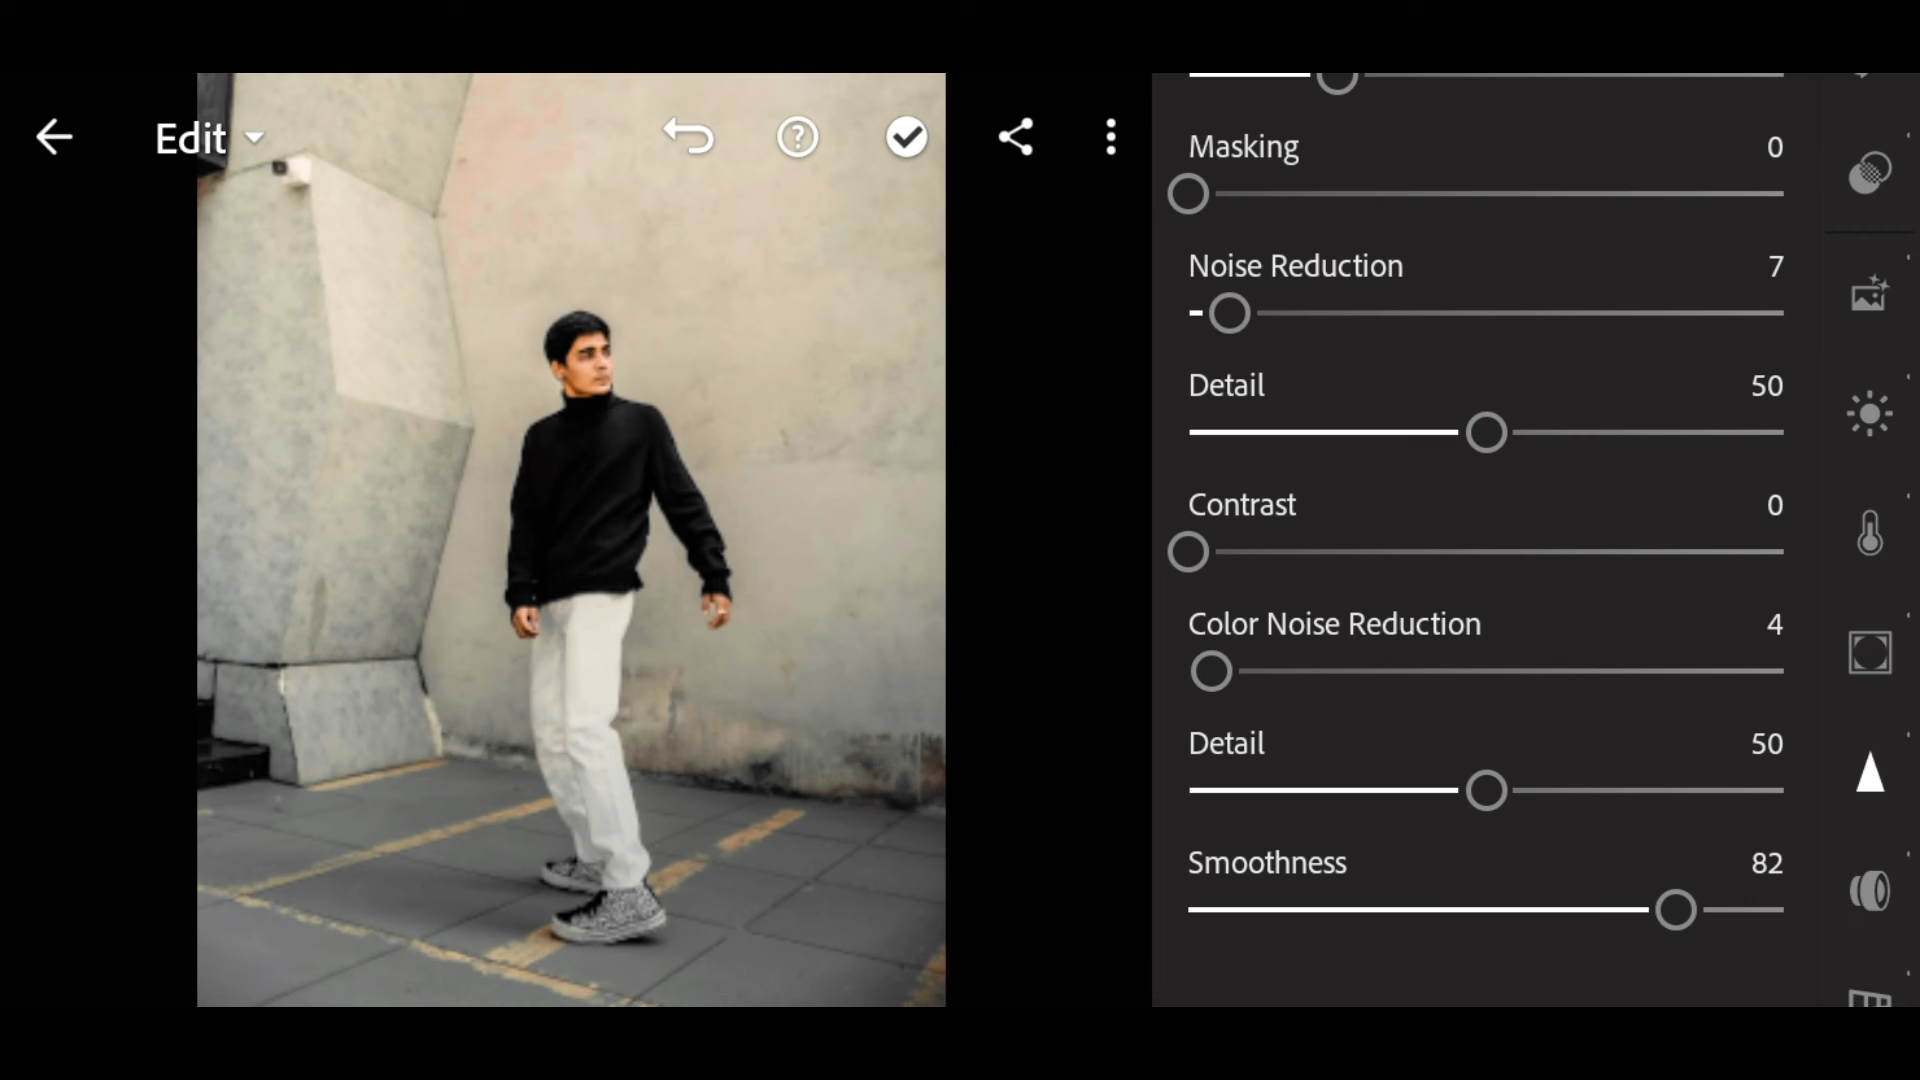 Edit
Masking 0
Noise Reduction 7
Detail 50
Contrast 0
Color Noise Reduction 4
Detail 50
Smoothness 82